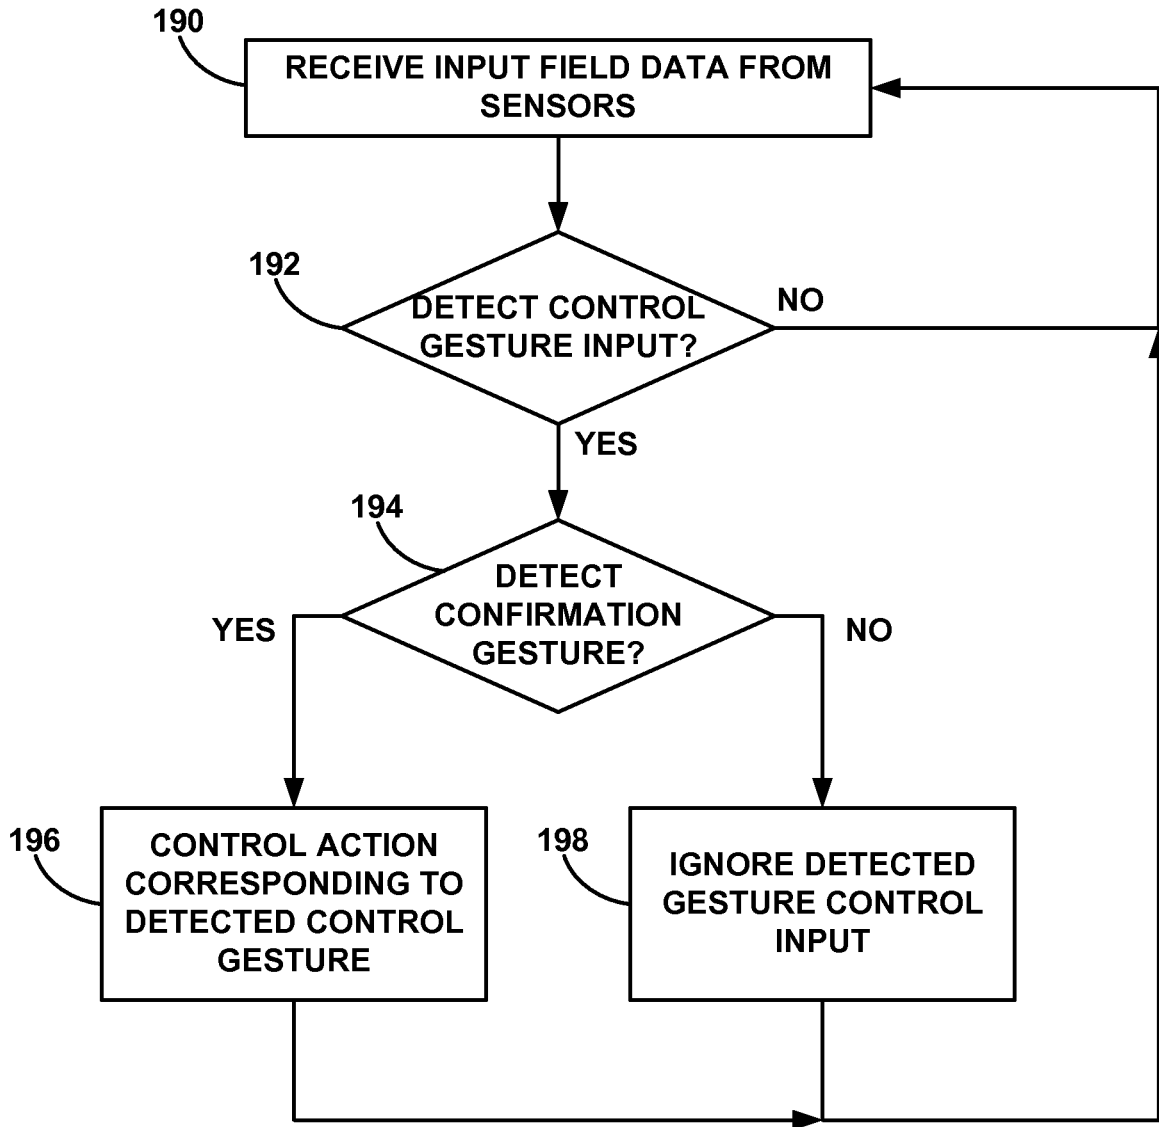 190
RECEIVE INPUT FIELD DATA FROM
SENSORS
192
DETECT CONTROL
GESTURE INPUT?
NO
YES
194
DETECT
CONFIRMATION
GESTURE?
YES
NO
196
CONTROL ACTION
CORRESPONDING TO
DETECTED CONTROL
GESTURE
198
IGNORE DETECTED
GESTURE CONTROL
INPUT